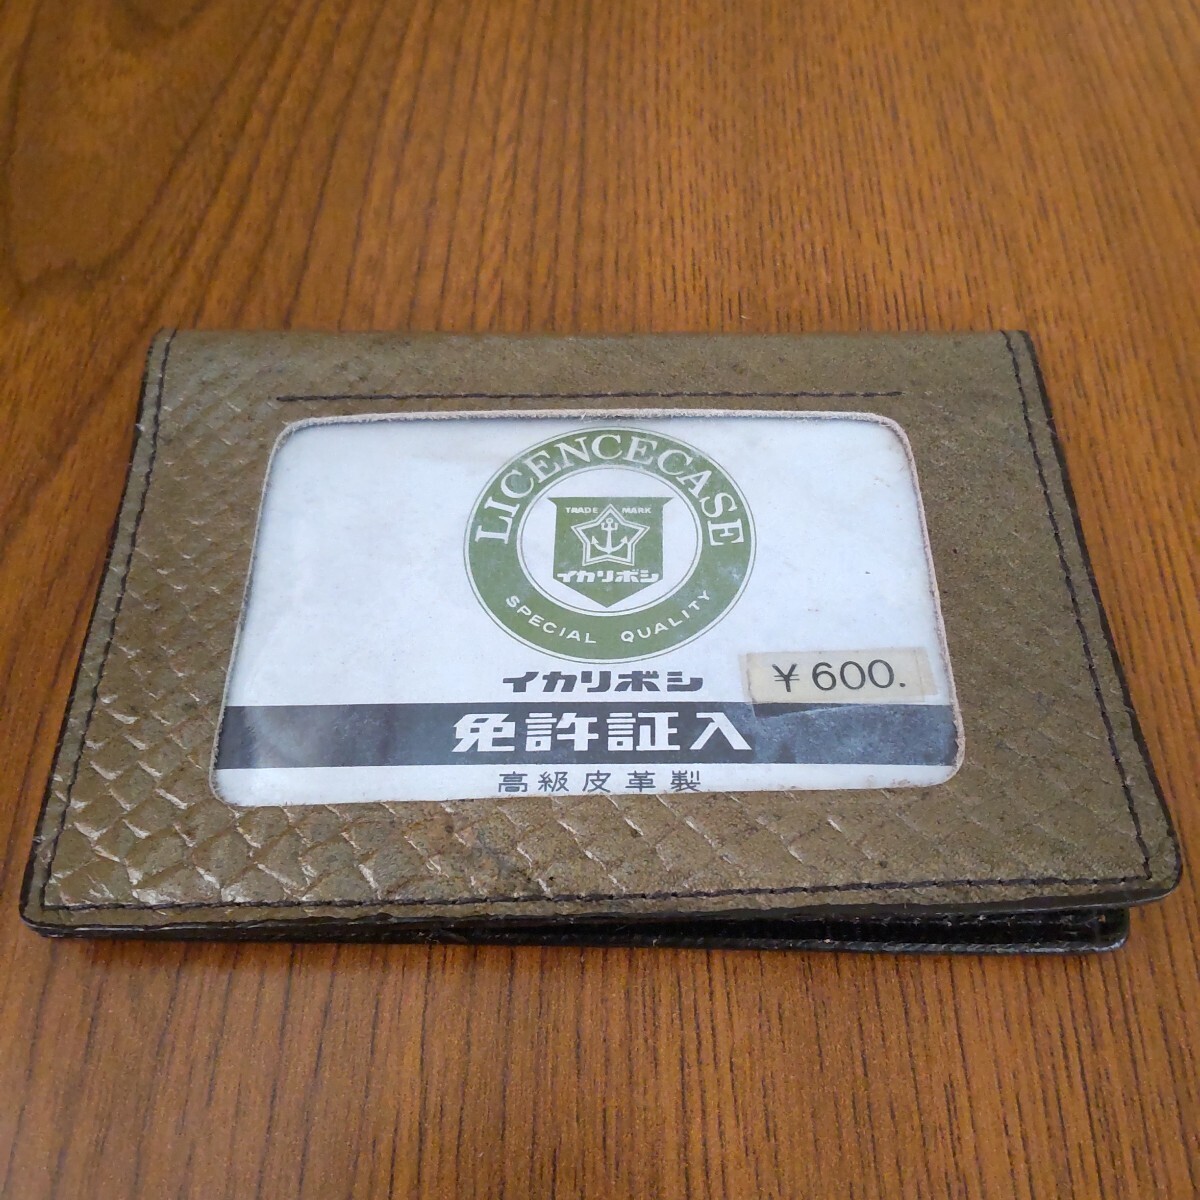 LICENCECASE
TRADE MARK
イカリボシ
SPECIAL QUALITY
イカリボシ
¥600.
免許証入
高級皮革製